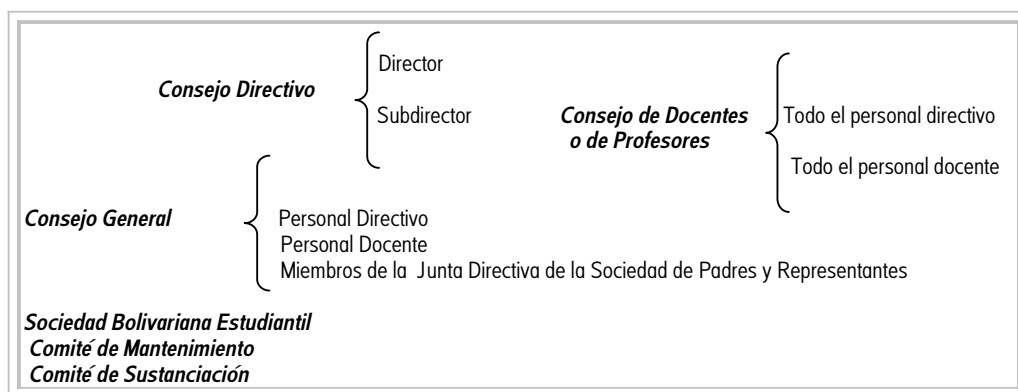 Consejo Directivo
Director
Subdirector
Consejo de Docentes
o de Profesores
Todo el personal directivo
Todo el personal docente
Consejo General
Personal Directivo
Personal Docente
Miembros de la Junta Directiva de la Sociedad de Padres y Representantes
Sociedad Bolivariana Estudiantil
Comité de Mantenimiento
Comité de Sustanciación